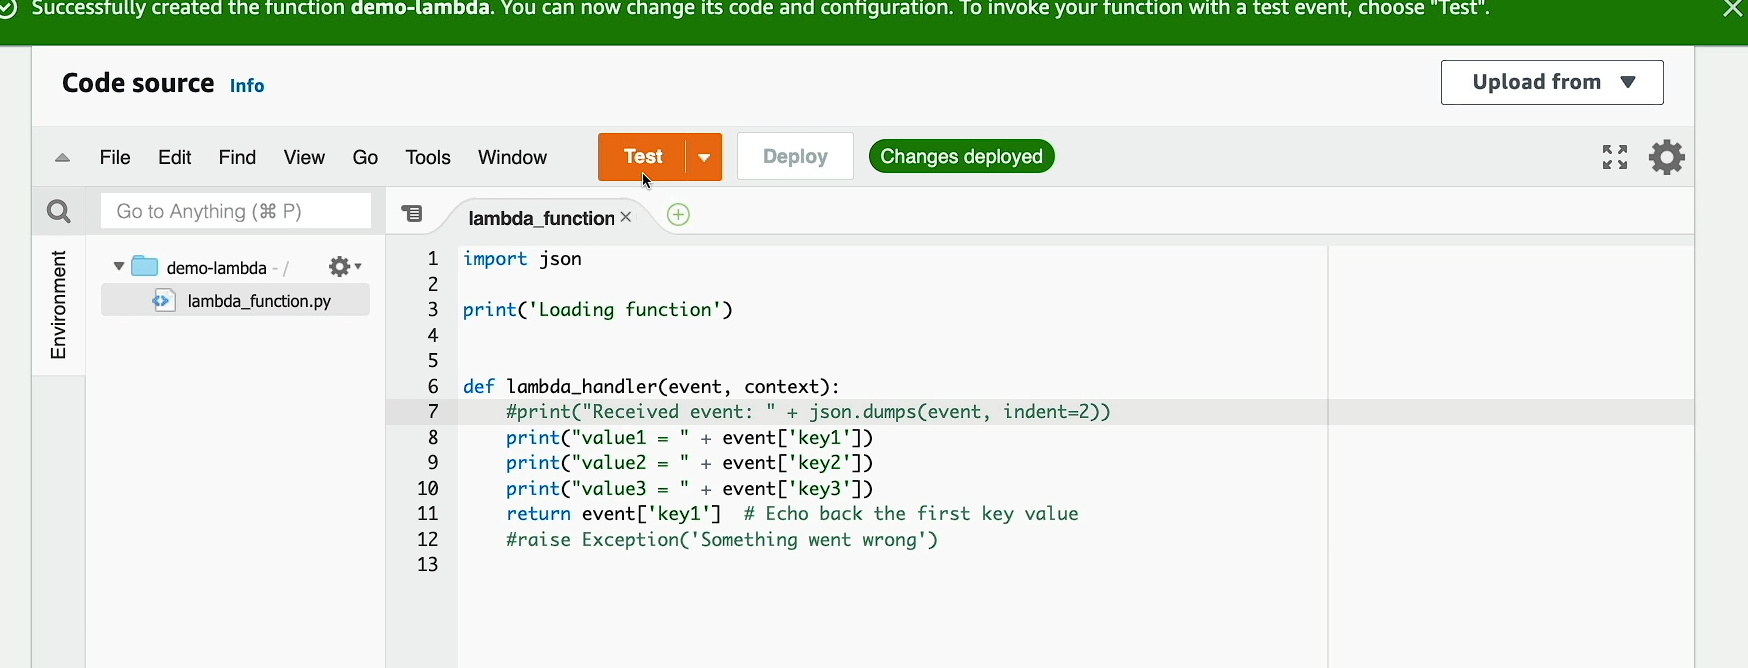 Successfully created the function demo-lambda. You can now change its code and configuration. To invoke your function with a test event, choose "Test".
Code source Info
Upload from
File Edit Find View Go Tools Window Test Deploy Changes deployed
Go to Anything (⌘ P)
lambda_function
Environment
demo-lambda - /
lambda_function.py
1 import json
2
3 print('Loading function')
4
5
6 def lambda_handler(event, context):
7     #print("Received event: " + json.dumps(event, indent=2))
8     print("value1 = " + event['key1'])
9     print("value2 = " + event['key2'])
10     print("value3 = " + event['key3'])
11     return event['key1']  # Echo back the first key value
12     #raise Exception('Something went wrong')
13